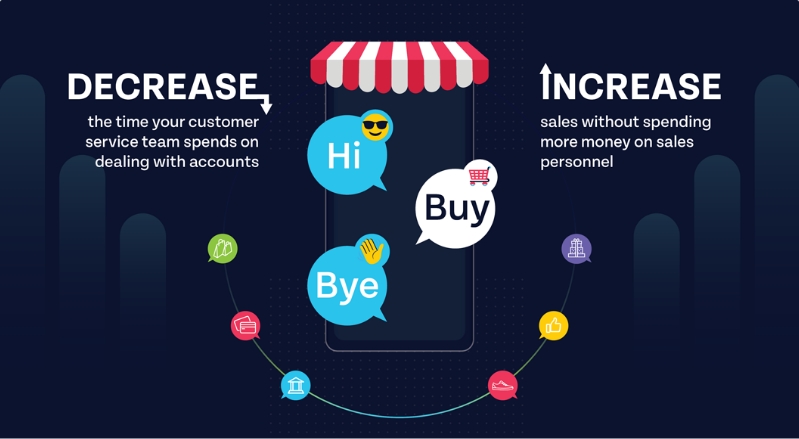 DECREASE
the time your customer
service team spends on
dealing with accounts
Hi
Buy
Bye
INCREASE
sales without spending
more money on sales
personnel